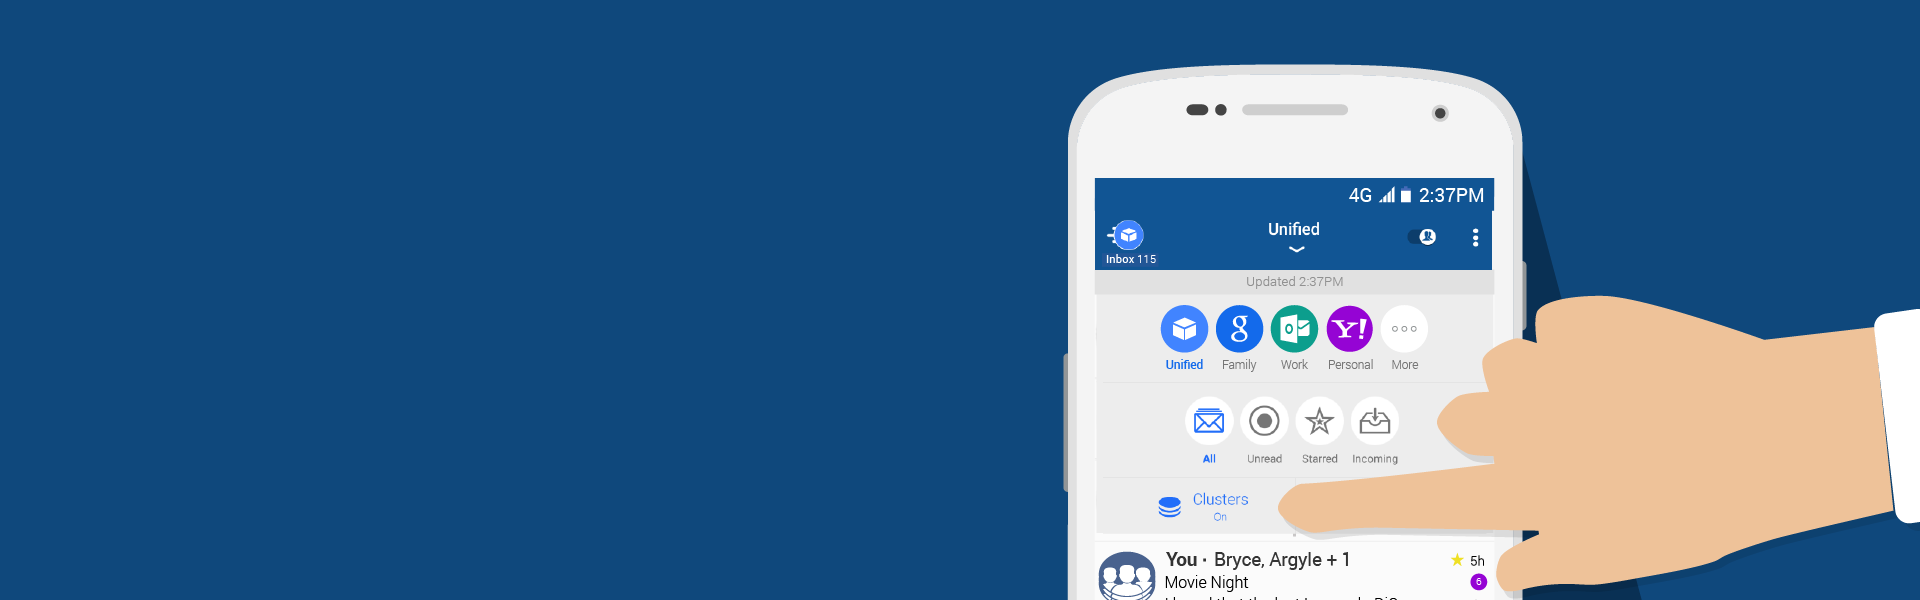 4G 2:37PM
Unified
Inbox 115
Updated 2:37PM
g Y!
Unified Family Work Personal More
All Unread Starred Incoming
Clusters
On
You · Bryce, Argyle + 1 5h
Movie Night 6